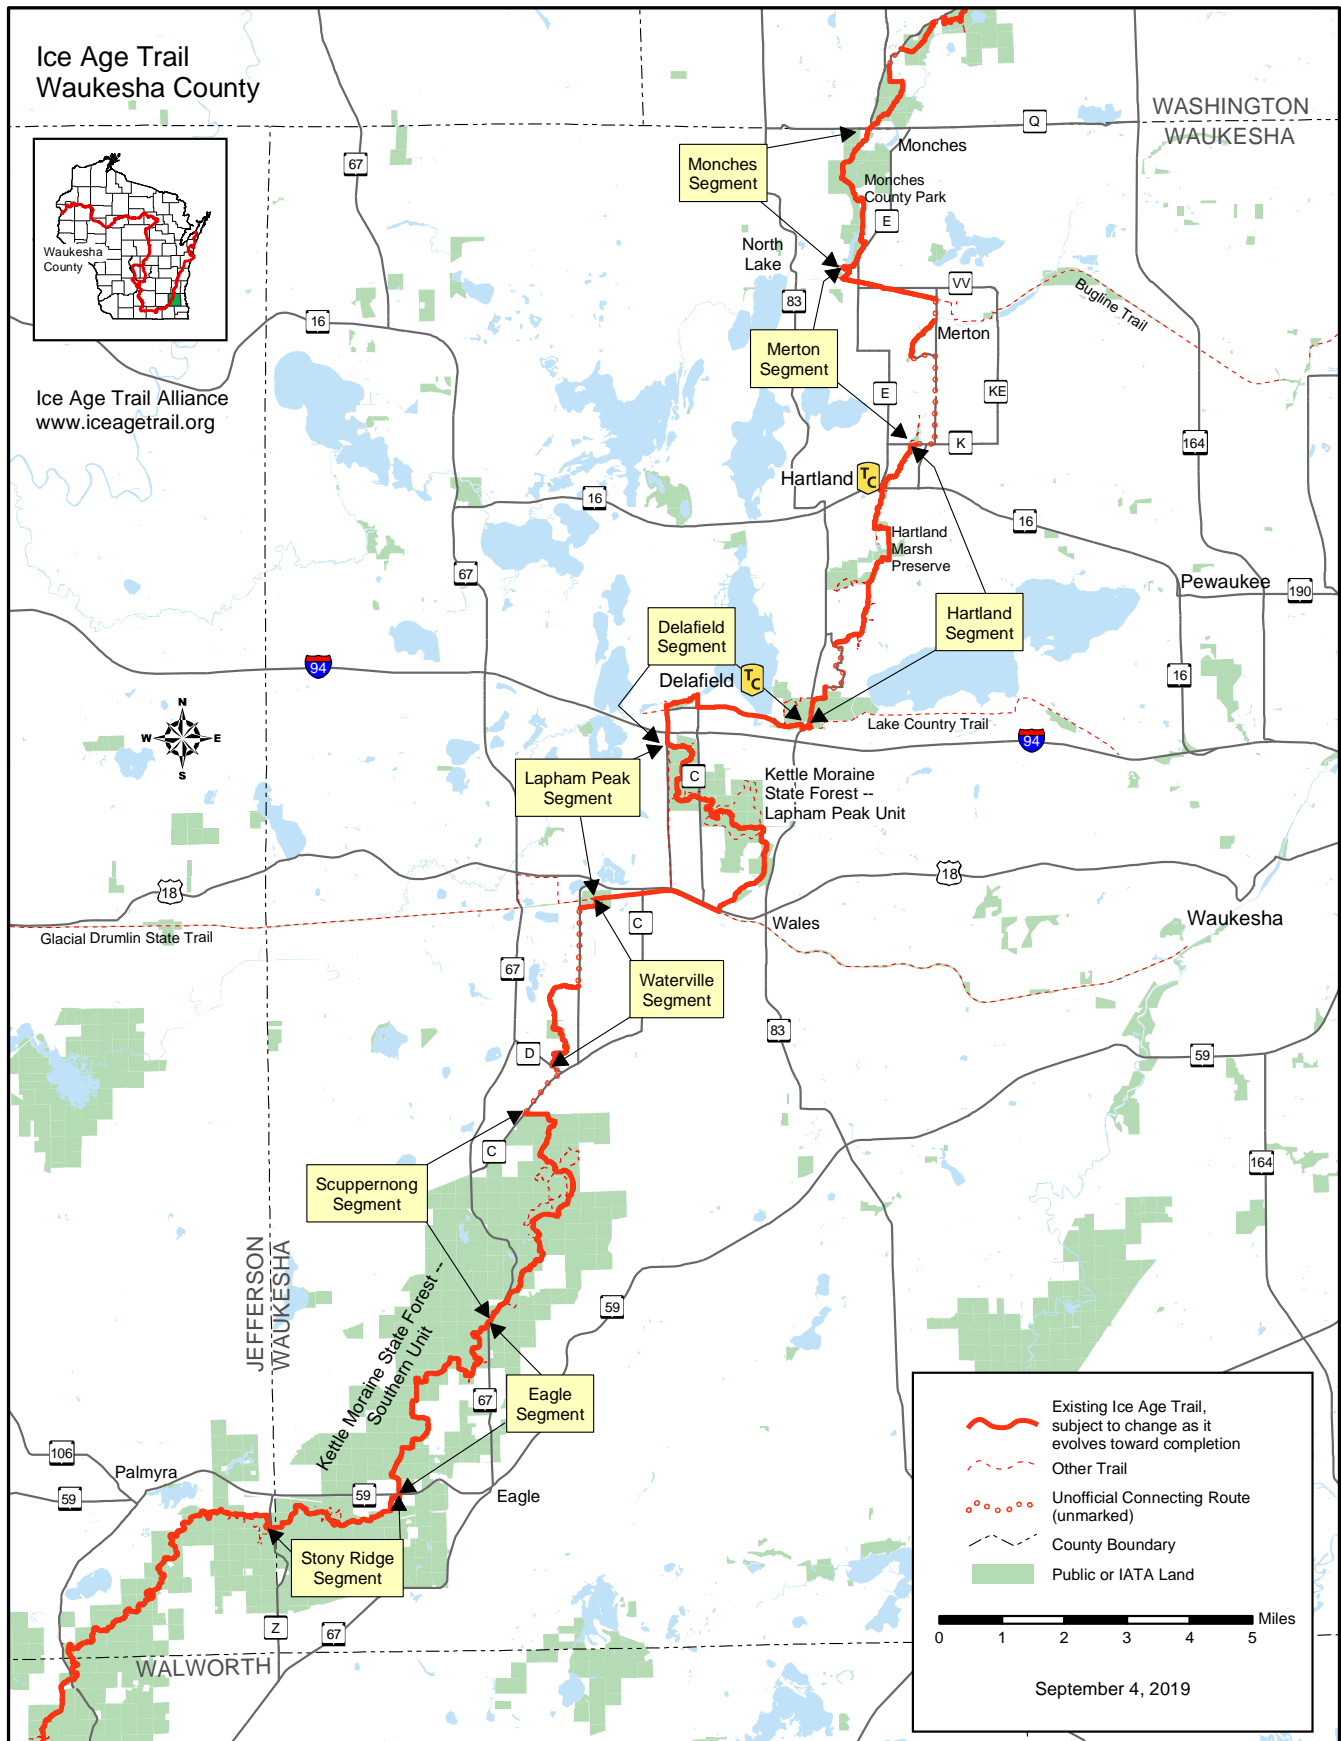 Ice Age Trail
Waukesha County
WASHINGTON
WAUKESHA
Q
Monches
Monches
Segment
67
Monches
County Park
E
North
Lake
Waukesha
County
VV
83
Bugline Trail
16
Merton
Merton
Segment
Ice Age Trail Alliance
www.iceagetrail.org
E
KE
164
K
Hartland
TC
16
16
Hartland
Marsh
Preserve
67
Pewaukee
190
Delafield
Segment
Hartland
Segment
94
Delafield
TC
16
N
W E
S
Lake Country Trail
94
Lapham Peak
Segment
C
Kettle Moraine
State Forest --
Lapham Peak Unit
18
18
Glacial Drumlin State Trail
C
Wales
Waukesha
67
Waterville
Segment
83
D
59
C
164
Scuppernong
Segment
JEFFERSON
WAUKESHA
Kettle Moraine State Forest --
Southern Unit
59
67
Eagle
Segment
106
Palmyra
59
59
Eagle
Stony Ridge
Segment
Z
67
WALWORTH
Existing Ice Age Trail,
subject to change as it
evolves toward completion
Other Trail
Unofficial Connecting Route
(unmarked)
County Boundary
Public or IATA Land
Miles
0 1 2 3 4 5
September 4, 2019